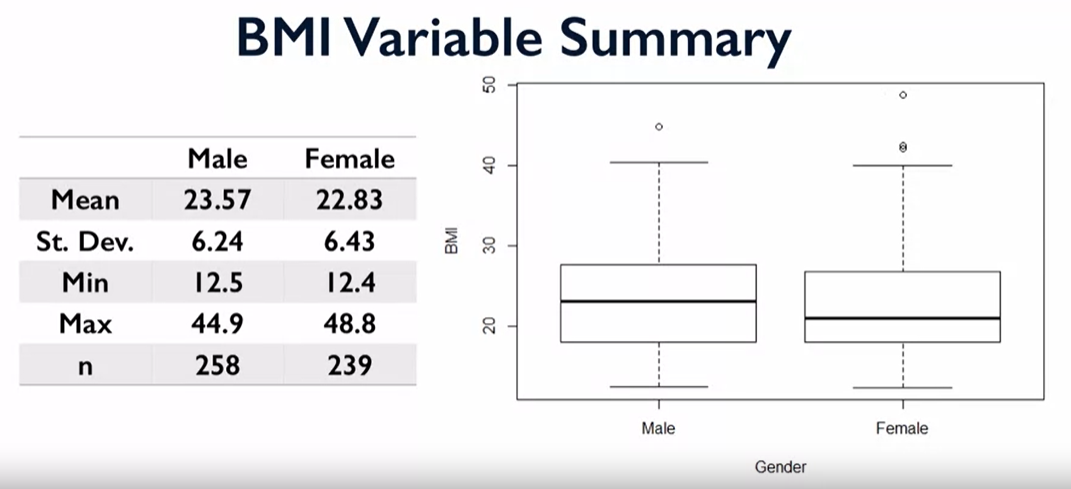 BMI Variable Summary
Male Female
Mean 23.57 22.83
St. Dev. 6.24 6.43
Min 12.5 12.4
Max 44.9 48.8
n 258 239
50
40
30
20
BMI
Male Female
Gender